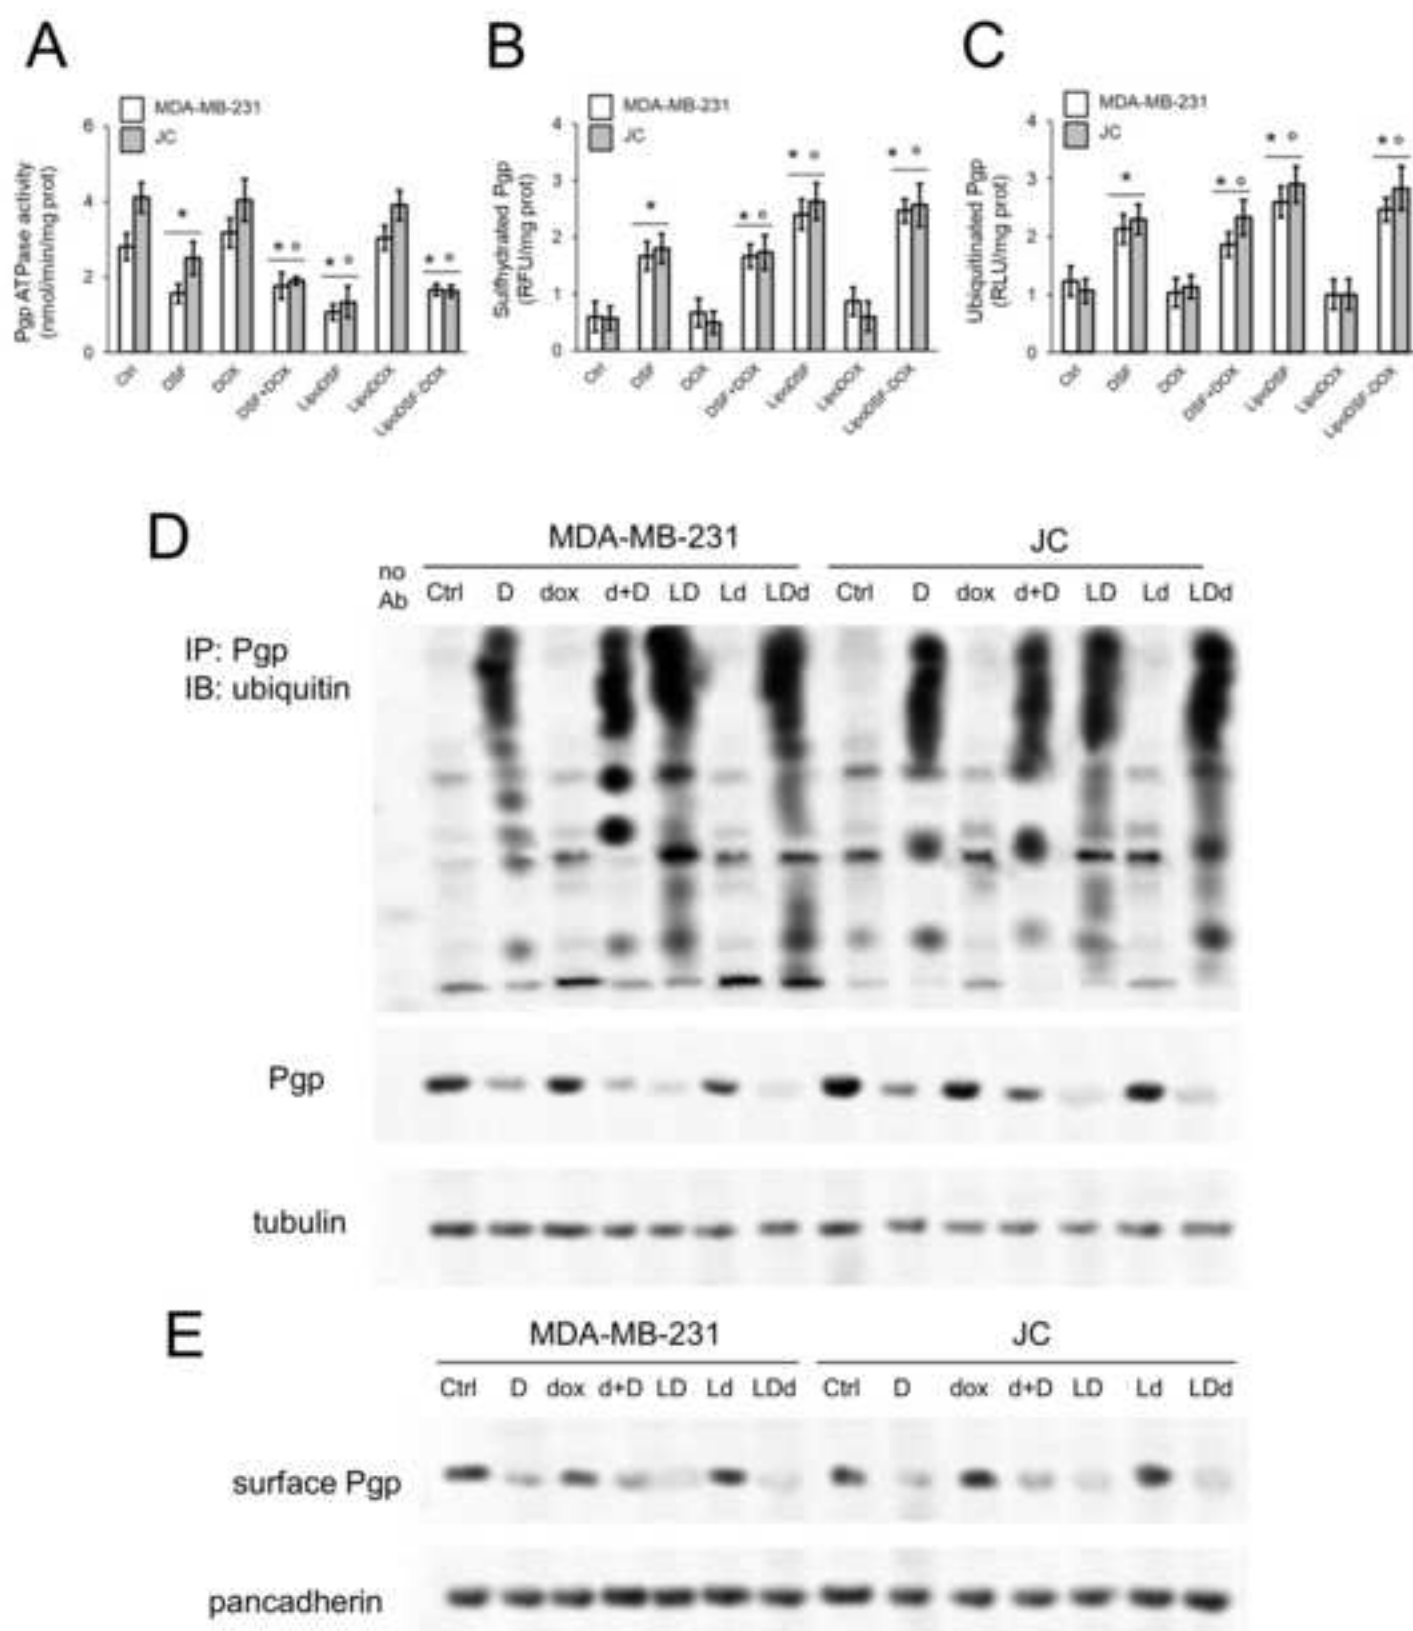 A
MDA-MB-231
JC
Pgp ATPase activity
(nmol/min/mg prot)
6
4
2
0
Ctrl
DSF
DOX
DSF+DOX
LipoDSF
LipoDOX
LipoDSF-DOX
* 
* o
* o
* o
B
MDA-MB-231
JC
Sulfhydrated Pgp
(RFU/mg prot)
4
3
2
1
0
Ctrl
DSF
DOX
DSF+DOX
LipoDSF
LipoDOX
LipoDSF-DOX
*
* o
* o
* o
C
MDA-MB-231
JC
Ubiquitinated Pgp
(RLU/mg prot)
4
3
2
1
0
Ctrl
DSF
DOX
DSF+DOX
LipoDSF
LipoDOX
LipoDSF-DOX
*
* o
* o
* o
D
MDA-MB-231 JC
no
Ab Ctrl D dox d+D LD Ld LDd Ctrl D dox d+D LD Ld LDd
IP: Pgp
IB: ubiquitin
Pgp
tubulin
E
MDA-MB-231 JC
Ctrl D dox d+D LD Ld LDd Ctrl D dox d+D LD Ld LDd
surface Pgp
pancadherin